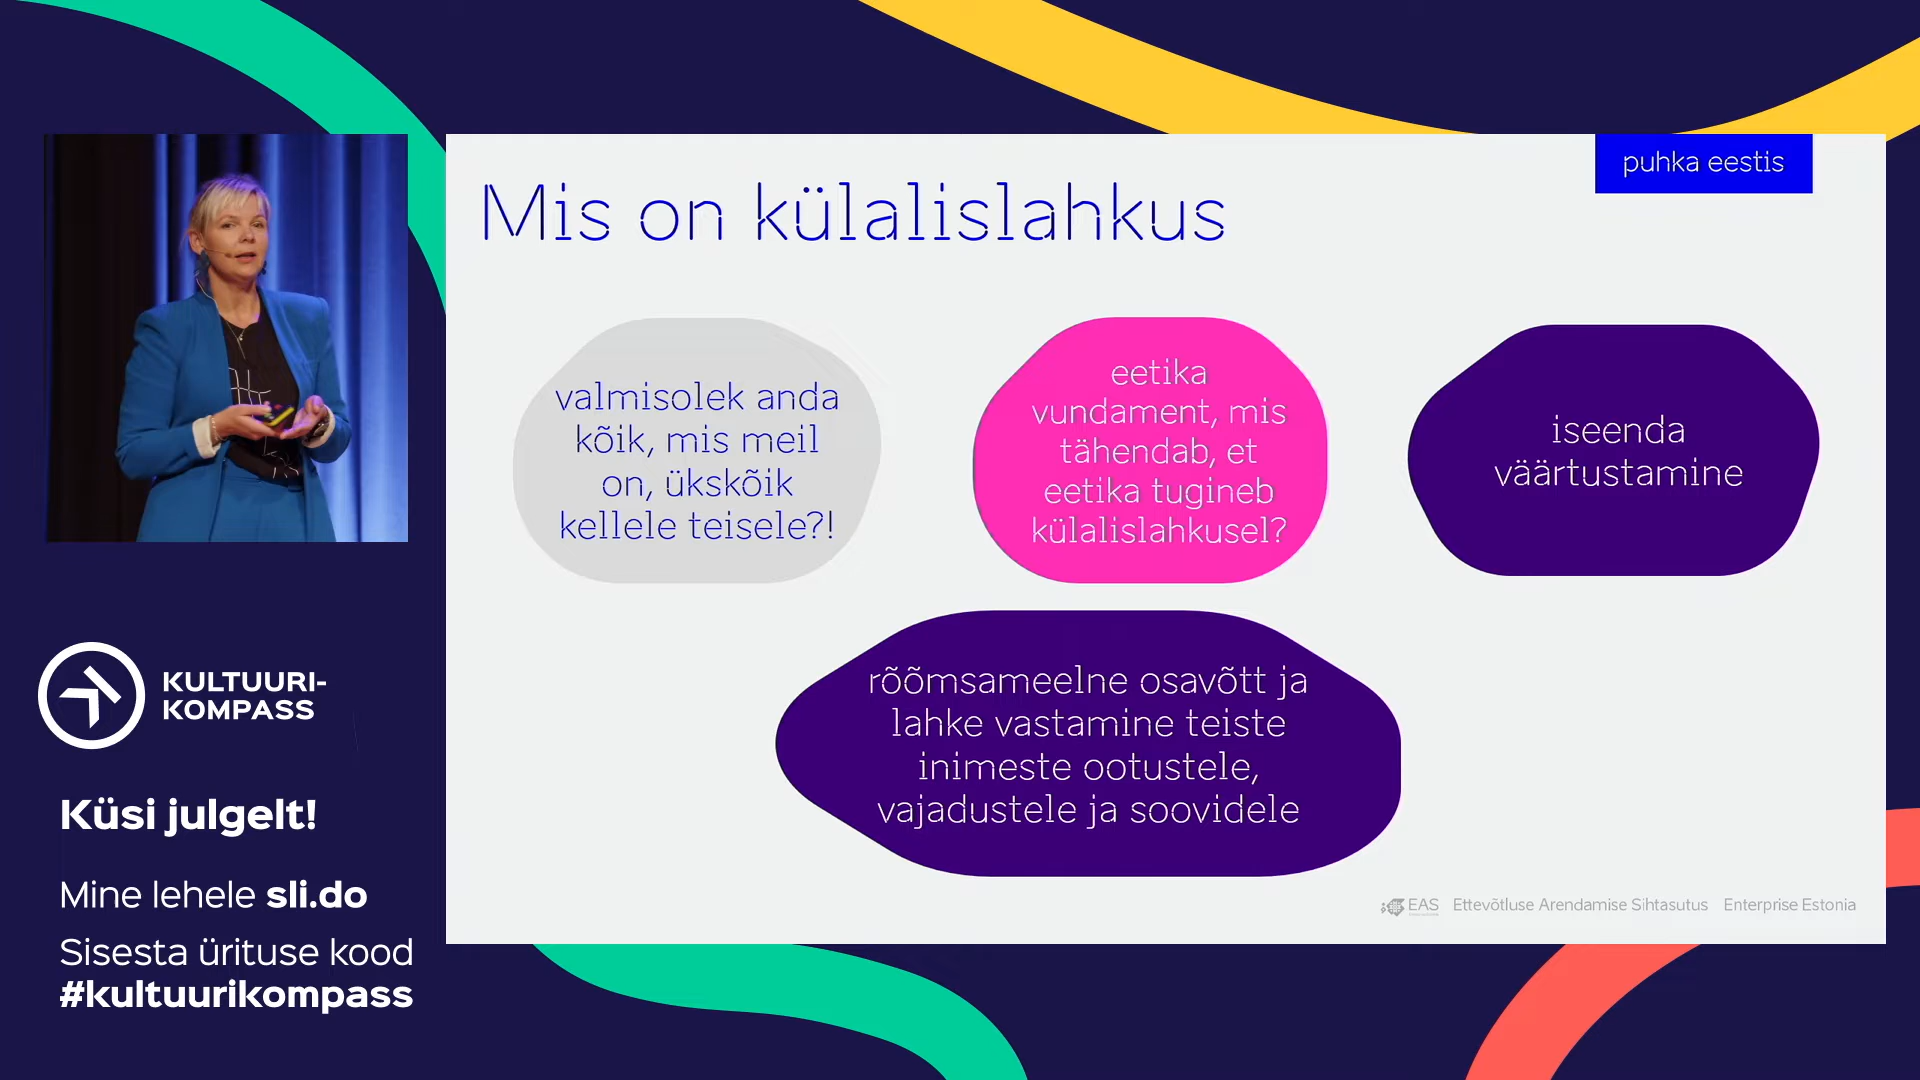 puhka eestis
Mis on külalislahkus
valmisolek anda
kõik, mis meil
on, ükskõik
kellele teisele?!
eetika
vundament, mis
tähendab, et
eetika tugineb
külalislahkusel?
iseenda
väärtustamine
rõõmsameelne osavõtt ja
lahke vastamine teiste
inimeste ootustele,
vajadustele ja soovidele
EAS Ettevõtluse Arendamise Sihtasutus Enterprise Estonia
KULTUURI-
KOMPASS
Küsi julgelt!
Mine lehele sli.do
Sisesta ürituse kood
#kultuurikompass